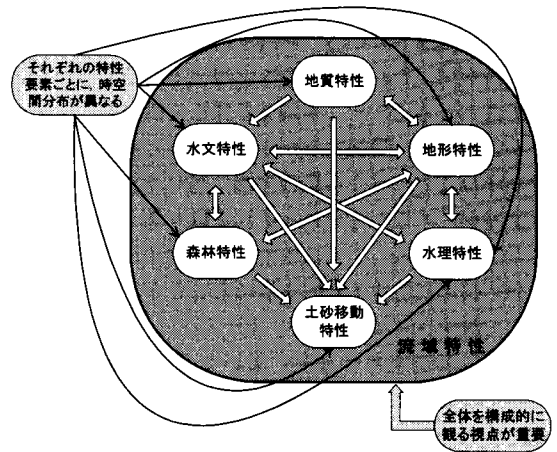 それぞれの特性
要素ごとに、時空
間分布が異なる
地質特性
水文特性
地形特性
森林特性
水理特性
土砂移動
特性
流域特性
全体を構成的に
観る視点が重要